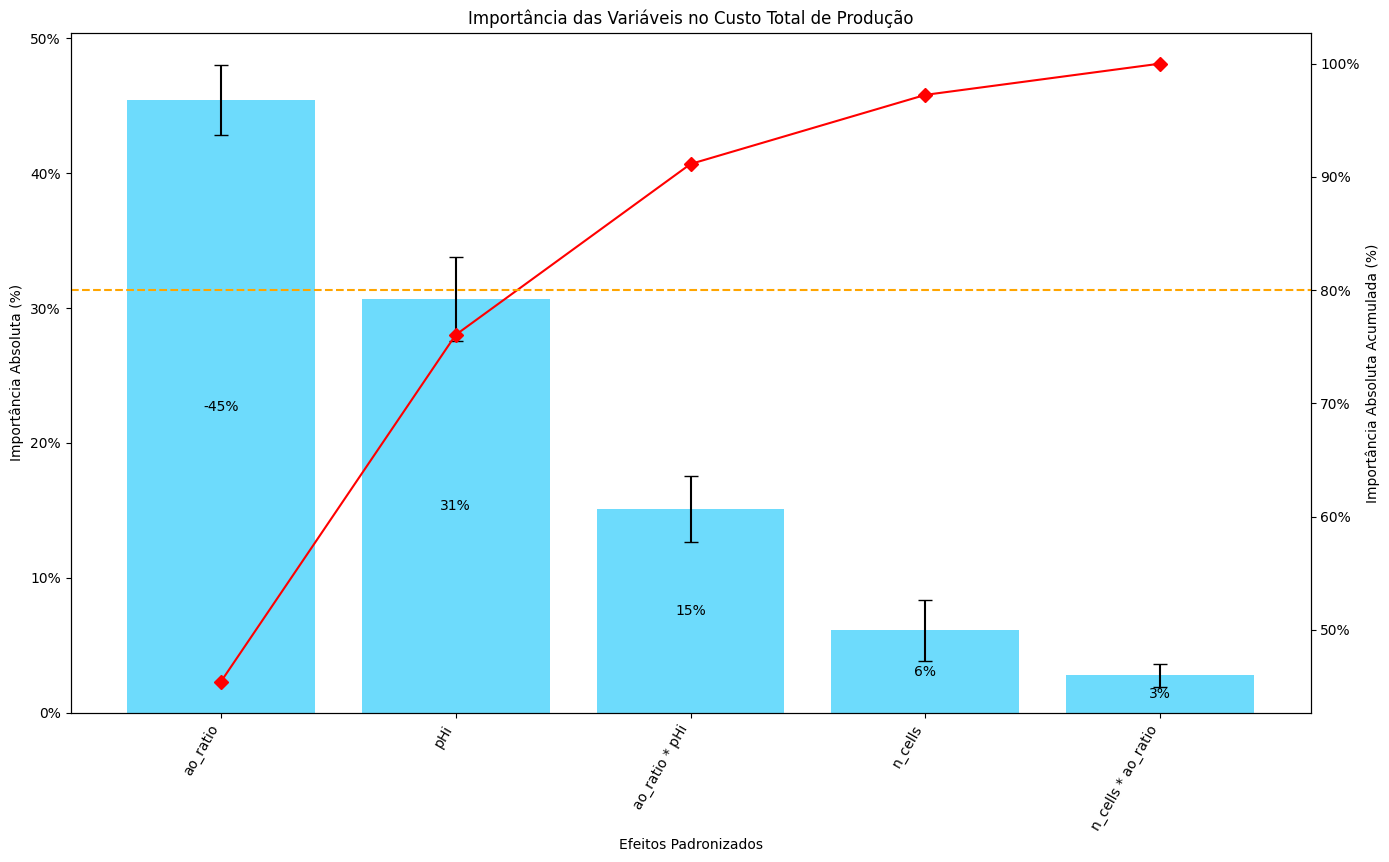 Importância das Variáveis no Custo Total de Produção
50%
40%
30%
20%
10%
0%
Importância Absoluta (%)
100%
90%
80%
70%
60%
50%
Importância Absoluta Acumulada (%)
-45%
31%
15%
6%
3%
ao_ratio
pHi
ao_ratio * pHi
n_cells
n_cells * ao_ratio
Efeitos Padronizados